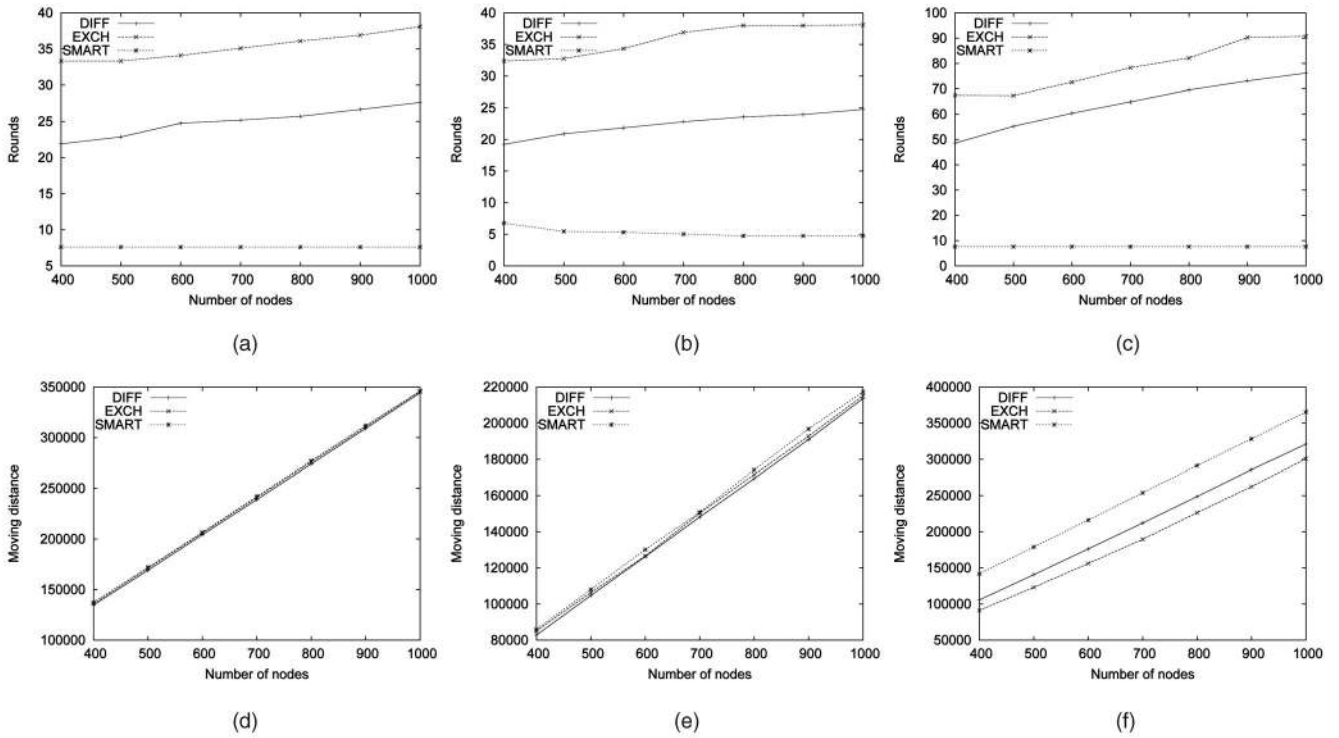 40
35
30
25
20
15
10
5
Rounds
DIFF
EXCH
SMART
400 500 600 700 800 900 1000
Number of nodes
(a)
40
35
30
25
20
15
10
5
0
Rounds
DIFF
EXCH
SMART
400 500 600 700 800 900 1000
Number of nodes
(b)
100
90
80
70
60
50
40
30
20
10
0
Rounds
DIFF
EXCH
SMART
400 500 600 700 800 900 1000
Number of nodes
(c)
350000
300000
250000
200000
150000
100000
Moving distance
DIFF
EXCH
SMART
400 500 600 700 800 900 1000
Number of nodes
(d)
220000
200000
180000
160000
140000
120000
100000
80000
Moving distance
DIFF
EXCH
SMART
400 500 600 700 800 900 1000
Number of nodes
(e)
400000
350000
300000
250000
200000
150000
100000
50000
Moving distance
DIFF
EXCH
SMART
400 500 600 700 800 900 1000
Number of nodes
(f)